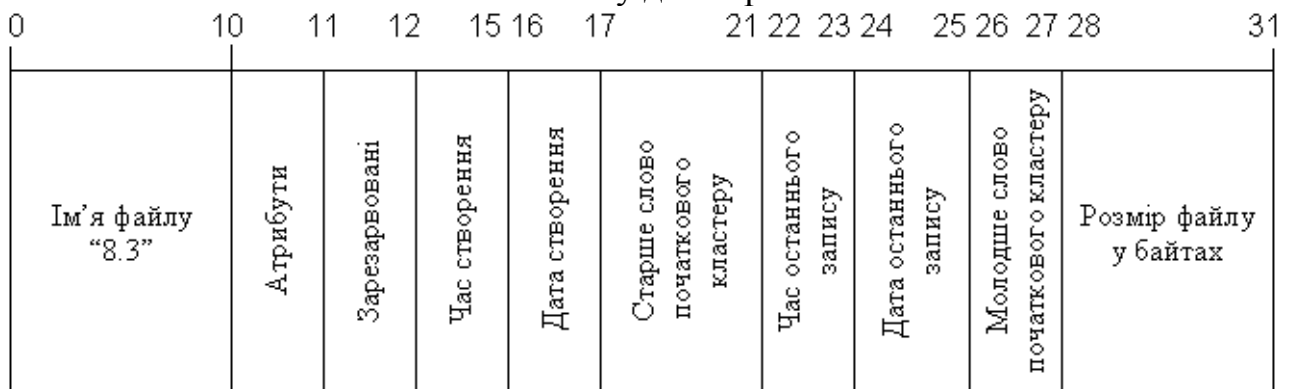 0 10 11 12 15 16 17 21 22 23 24 25 26 27 28 31
Ім’я файлу
“8.3”
Атрибути
Зарезарвовані
Час створення
Дата створення
Старше слово
початкового
кластеру
Час останнього
запису
Дата останнього
запису
Молодше слово
початкового кластеру
Розмір файлу
у байтах